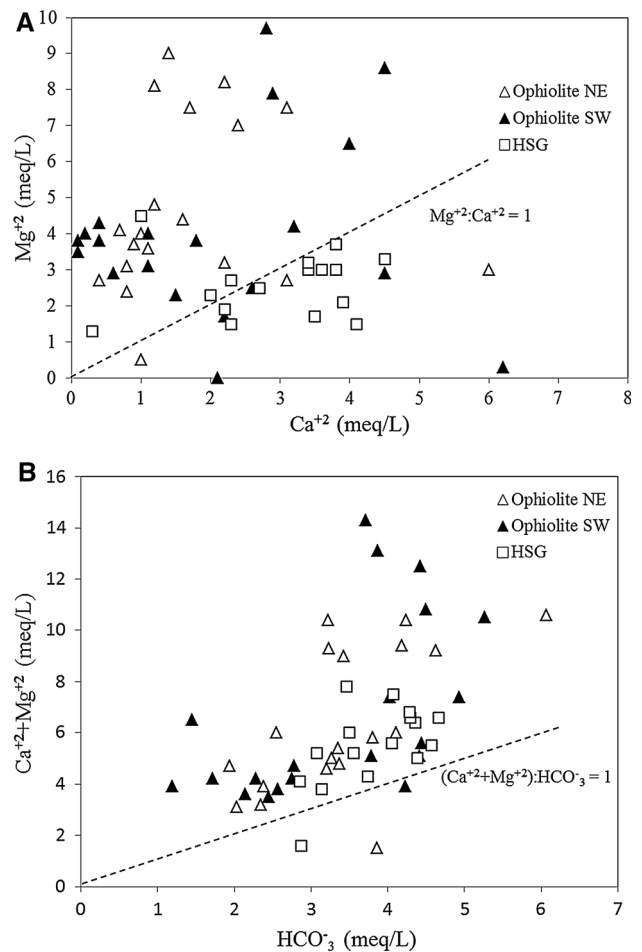 A
10
9
8
7
6
5
4
3
2
1
0
Mg⁺² (meq/L)
△ Ophiolite NE
▲ Ophiolite SW
□ HSG
Mg⁺²:Ca⁺² = 1
0 1 2 3 4 5 6 7 8
Ca⁺² (meq/L)
B
16
14
12
10
8
6
4
2
0
Ca⁺²+Mg⁺² (meq/L)
△ Ophiolite NE
▲ Ophiolite SW
□ HSG
(Ca⁺²+Mg⁺²):HCO⁻₃ = 1
0 1 2 3 4 5 6 7
HCO⁻₃ (meq/L)